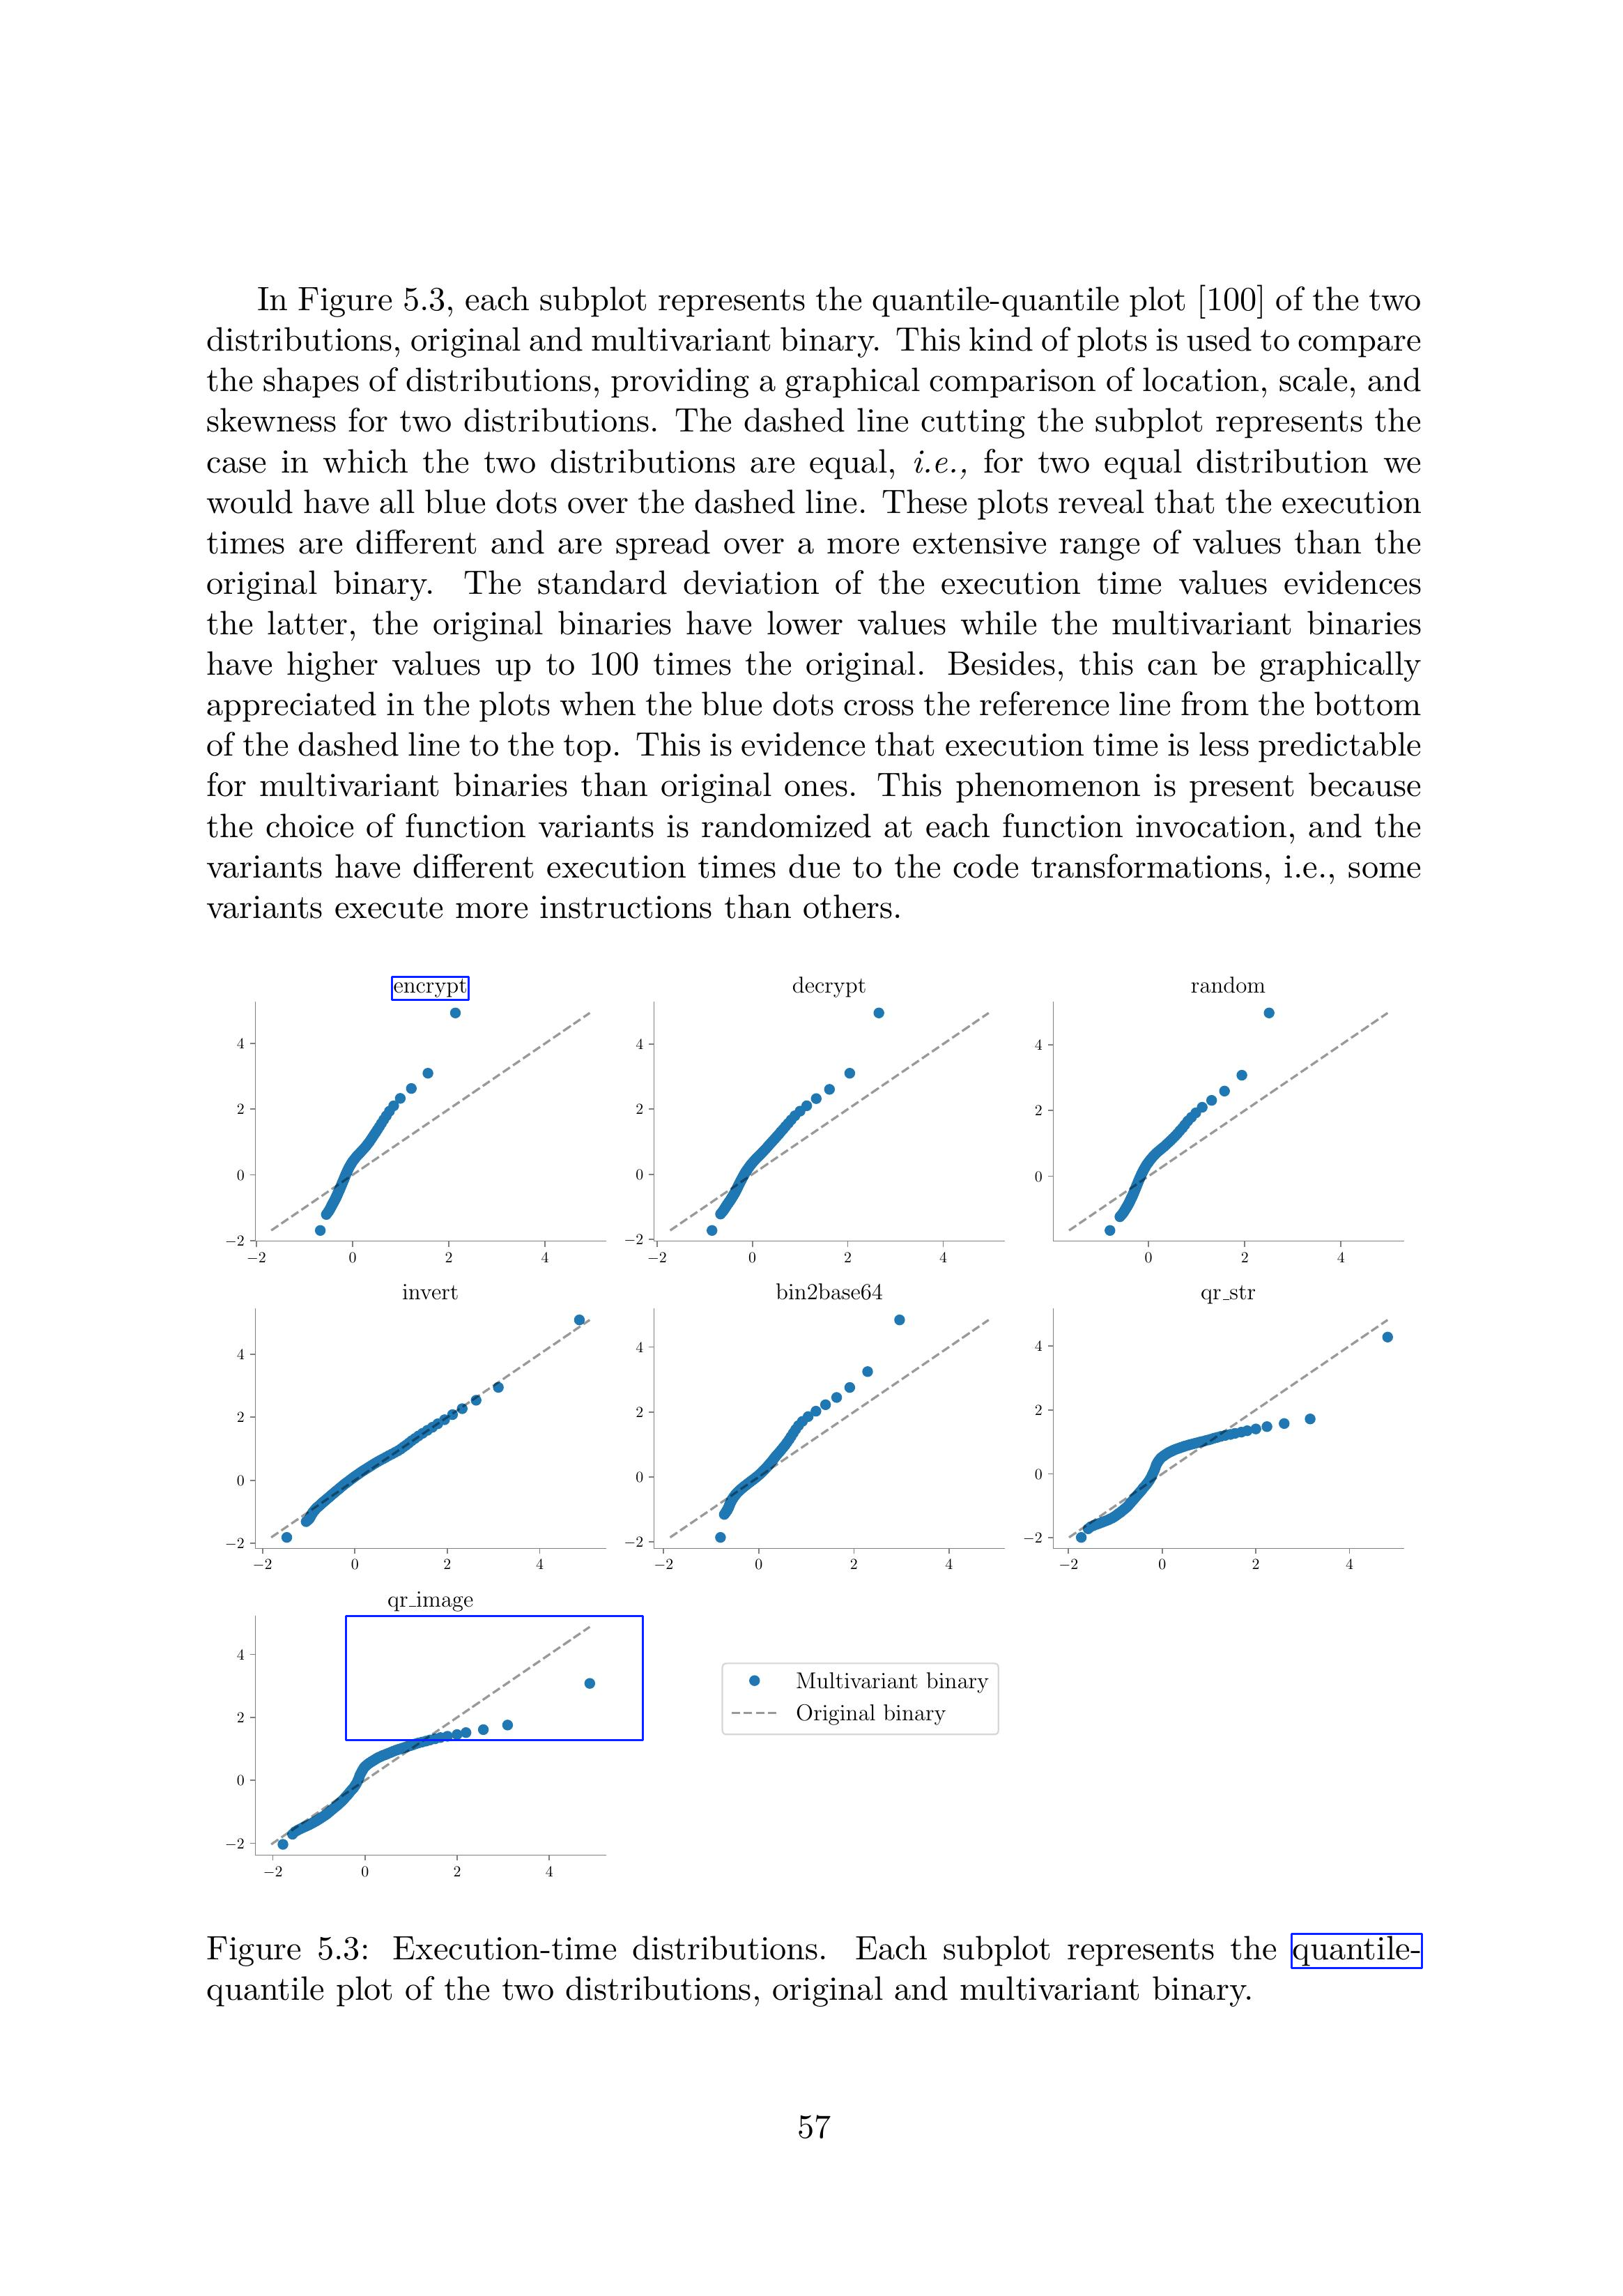 In Figure 5.3, each subplot represents the quantile-quantile plot [100] of the two
distributions, original and multivariant binary. This kind of plots is used to compare
the shapes of distributions, providing a graphical comparison of location, scale, and
skewness for two distributions. The dashed line cutting the subplot represents the
case in which the two distributions are equal, i.e., for two equal distribution we
would have all blue dots over the dashed line. These plots reveal that the execution
times are different and are spread over a more extensive range of values than the
original binary. The standard deviation of the execution time values evidences
the latter, the original binaries have lower values while the multivariant binaries
have higher values up to 100 times the original. Besides, this can be graphically
appreciated in the plots when the blue dots cross the reference line from the bottom
of the dashed line to the top. This is evidence that execution time is less predictable
for multivariant binaries than original ones. This phenomenon is present because
the choice of function variants is randomized at each function invocation, and the
variants have different execution times due to the code transformations, i.e., some
variants execute more instructions than others.
encrypt
4
2
0
−2
−2 0 2 4
decrypt
4
2
0
−2
−2 0 2 4
random
4
2
0
0 2 4
invert
4
2
0
−2
−2 0 2 4
bin2base64
4
2
0
−2
−2 0 2 4
qr_str
4
2
0
−2
−2 0 2 4
qr_image
4
2
0
−2
−2 0 2 4
Multivariant binary
Original binary
Figure 5.3: Execution-time distributions. Each subplot represents the quantile-
quantile plot of the two distributions, original and multivariant binary.
57